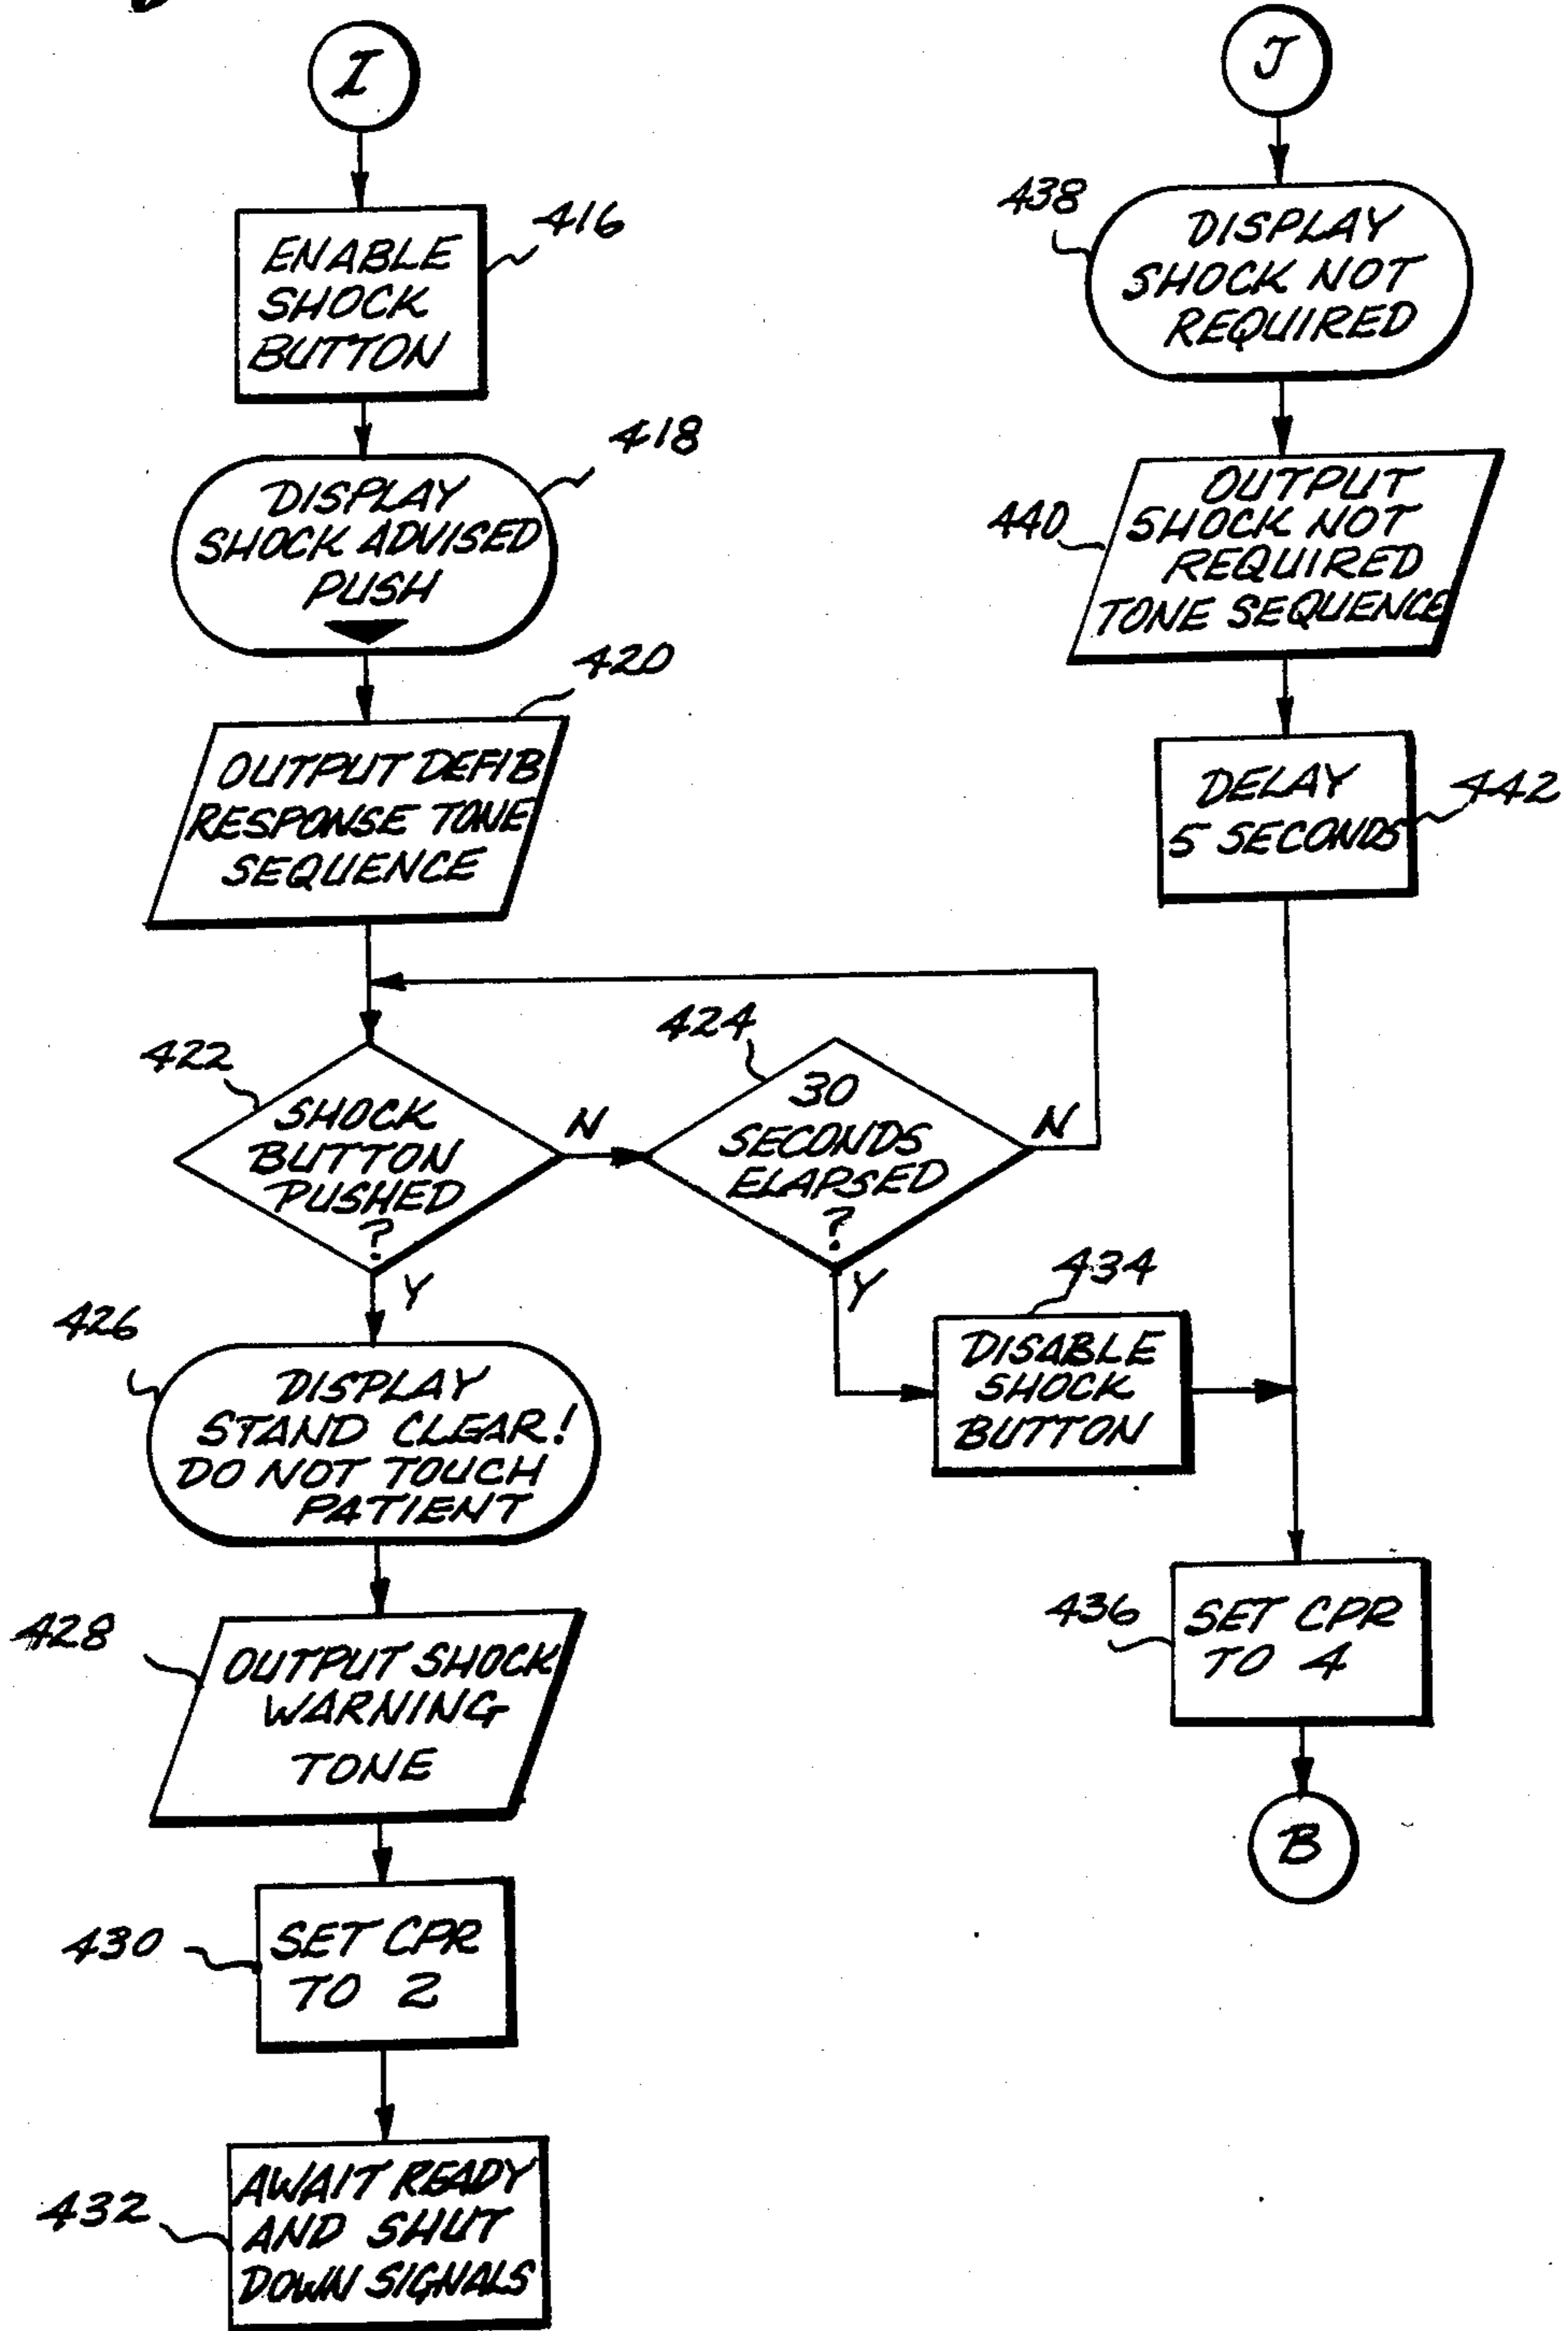 I
ENABLE
SHOCK
BUTTON
416
DISPLAY
SHOCK ADVISED
PUSH
418
OUTPUT DEFIB
RESPONSE TONE
SEQUENCE
420
422
SHOCK
BUTTON
PUSHED
?
N
Y
424
30
SECONDS
ELAPSED
?
N
Y
434
DISABLE
SHOCK
BUTTON
426
DISPLAY
STAND CLEAR!
DO NOT TOUCH
PATIENT
428
OUTPUT SHOCK
WARNING
TONE
430
SET CPR
TO 2
432
AWAIT READY
AND SHUT
DOWN SIGNALS
J
438
DISPLAY
SHOCK NOT
REQUIRED
440
OUTPUT
SHOCK NOT
REQUIRED
TONE SEQUENCE
DELAY
5 SECONDS
442
436
SET CPR
TO 4
B